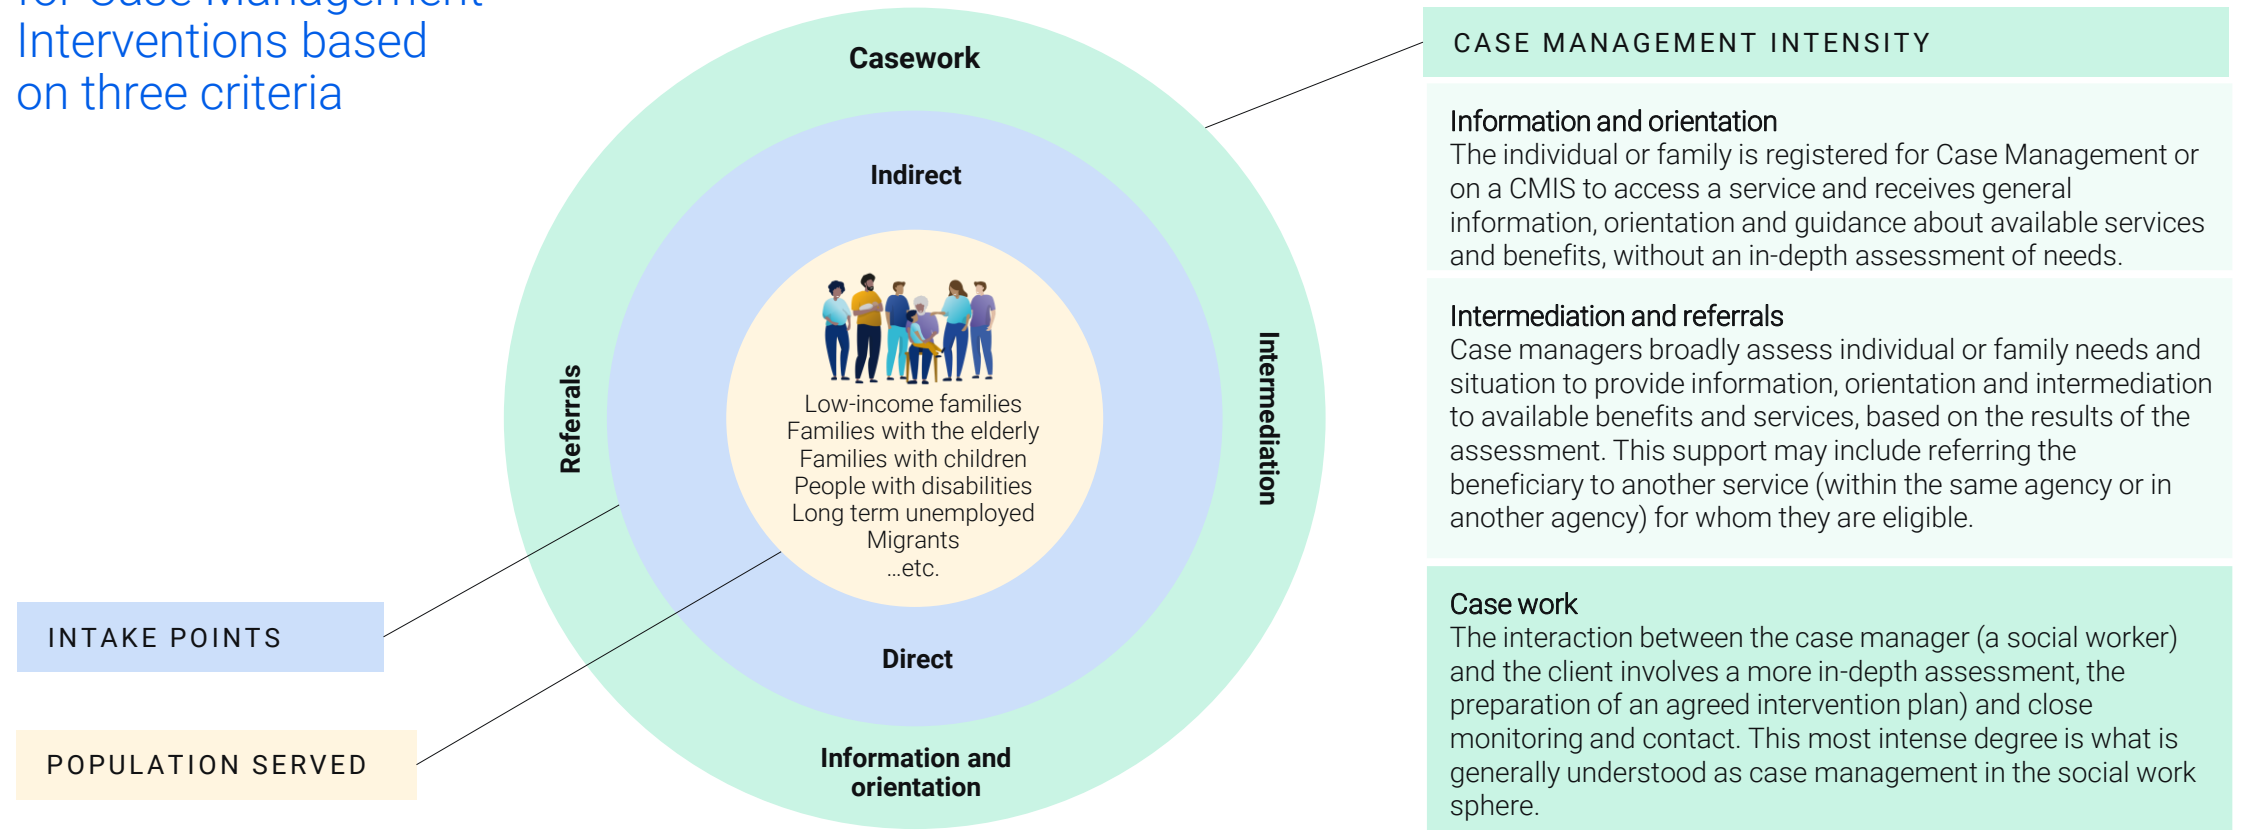 for Case Management
Interventions based
on three criteria
Casework
Indirect
Referrals
Intermediation
Low-income families
Families with the elderly
Families with children
People with disabilities
Long term unemployed
Migrants
...etc.
Direct
Information and
orientation
INTAKE POINTS
POPULATION SERVED
CASE MANAGEMENT INTENSITY
Information and orientation
The individual or family is registered for Case Management or
on a CMIS to access a service and receives general
information, orientation and guidance about available services
and benefits, without an in-depth assessment of needs.
Intermediation and referrals
Case managers broadly assess individual or family needs and
situation to provide information, orientation and intermediation
to available benefits and services, based on the results of the
assessment. This support may include referring the
beneficiary to another service (within the same agency or in
another agency) for whom they are eligible.
Case work
The interaction between the case manager (a social worker)
and the client involves a more in-depth assessment, the
preparation of an agreed intervention plan) and close
monitoring and contact. This most intense degree is what is
generally understood as case management in the social work
sphere.